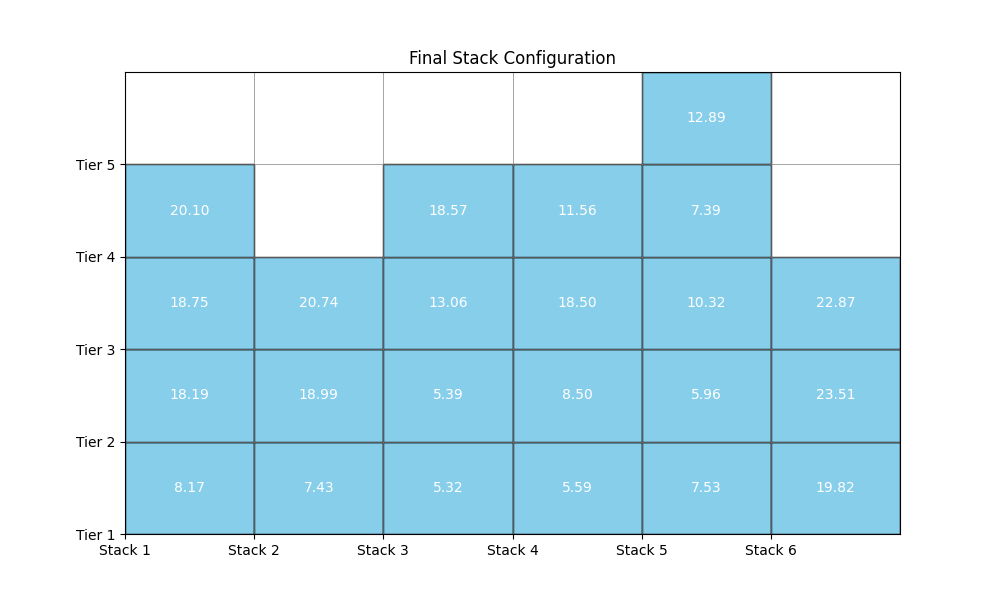 Final Stack Configuration
12.89
Tier 5
20.10 18.57 11.56 7.39
Tier 4
18.75 20.74 13.06 18.50 10.32 22.87
Tier 3
18.19 18.99 5.39 8.50 5.96 23.51
Tier 2
8.17 7.43 5.32 5.59 7.53 19.82
Tier 1
Stack 1 Stack 2 Stack 3 Stack 4 Stack 5 Stack 6